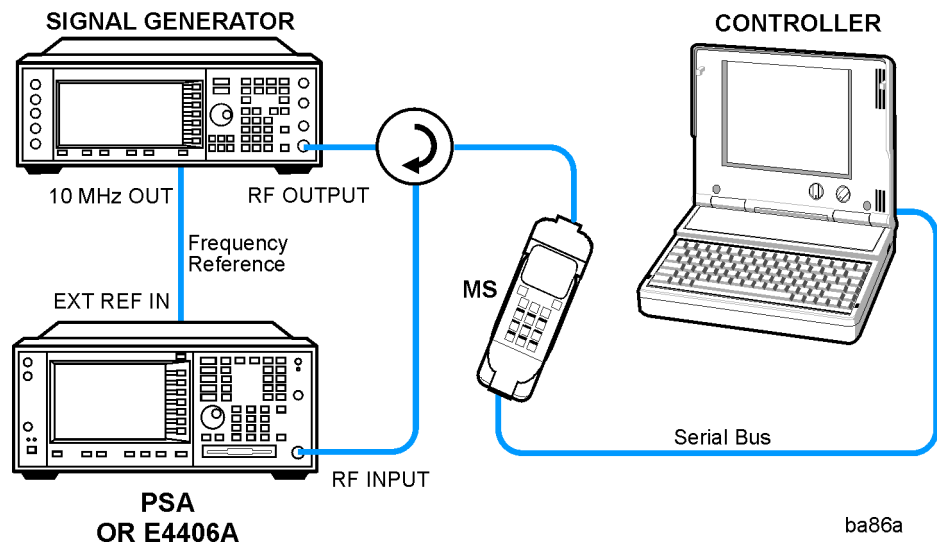 SIGNAL GENERATOR
CONTROLLER
10 MHz OUT
RF OUTPUT
Frequency
Reference
EXT REF IN
MS
Serial Bus
RF INPUT
PSA
OR E4406A
ba86a